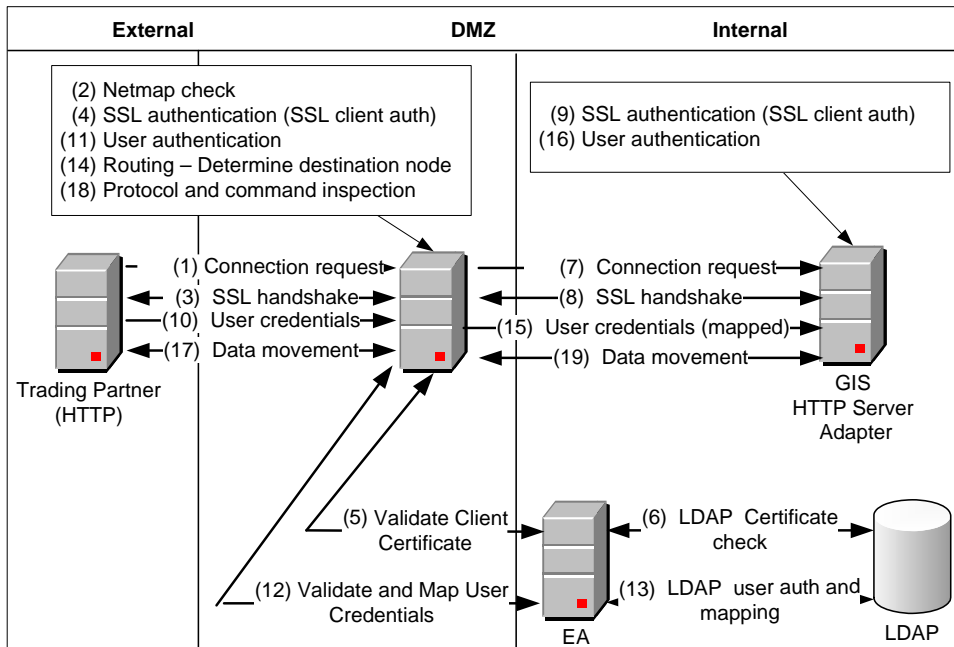 External
DMZ
Internal
(2) Netmap check
(4) SSL authentication (SSL client auth)
(11) User authentication
(14) Routing – Determine destination node
(18) Protocol and command inspection
(9) SSL authentication (SSL client auth)
(16) User authentication
(1) Connection request
(3) SSL handshake
(10) User credentials
(17) Data movement
(7) Connection request
(8) SSL handshake
(15) User credentials (mapped)
(19) Data movement
Trading Partner
(HTTP)
GIS
HTTP Server
Adapter
(5) Validate Client
Certificate
(6) LDAP Certificate
check
(12) Validate and Map User
Credentials
(13) LDAP user auth and
mapping
EA
LDAP